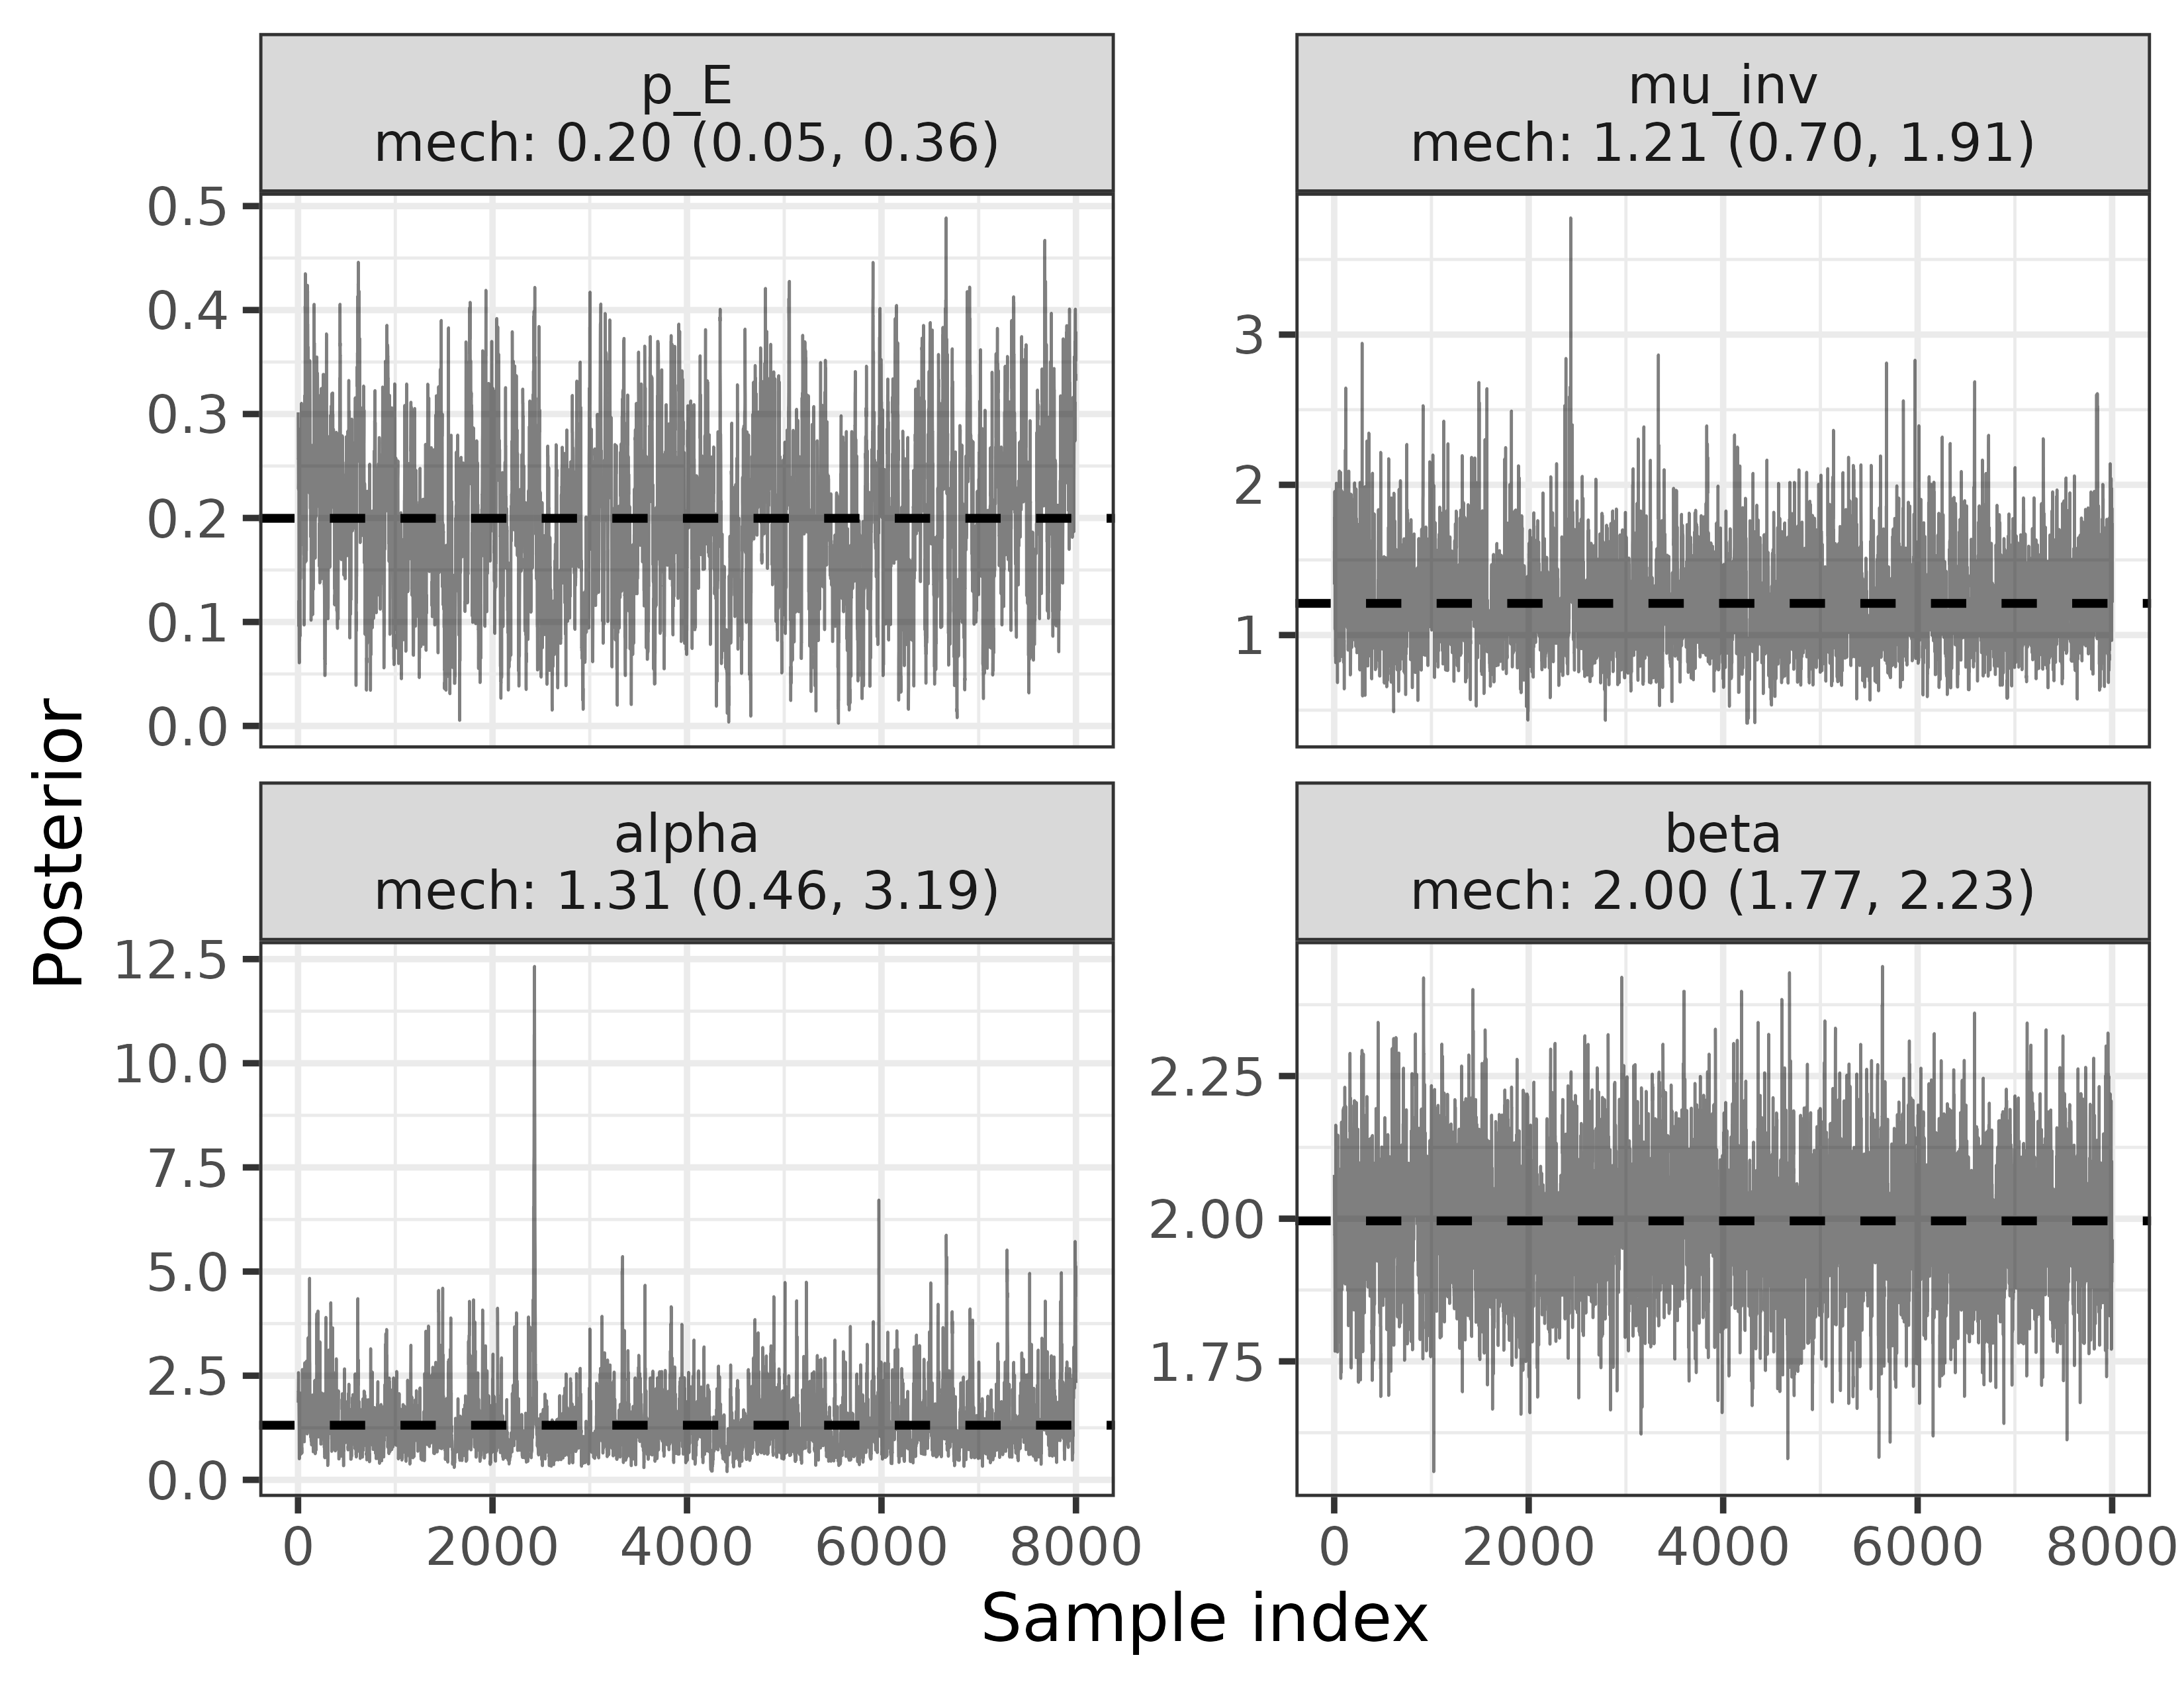 p_E
mech: 0.20 (0.05, 0.36)
mu_inv
mech: 1.21 (0.70, 1.91)
0.5
0.4
0.3
0.2
0.1
0.0
3
2
1
alpha
mech: 1.31 (0.46, 3.19)
beta
mech: 2.00 (1.77, 2.23)
Posterior
12.5
10.0
7.5
5.0
2.5
0.0
2.25
2.00
1.75
0 2000 4000 6000 8000
0 2000 4000 6000 8000
Sample index